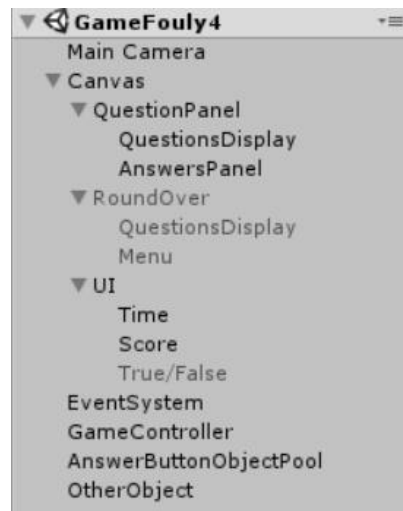 GameFouly4
Main Camera
Canvas
QuestionPanel
QuestionsDisplay
AnswersPanel
RoundOver
QuestionsDisplay
Menu
UI
Time
Score
True/False
EventSystem
GameController
AnswerButtonObjectPool
OtherObject